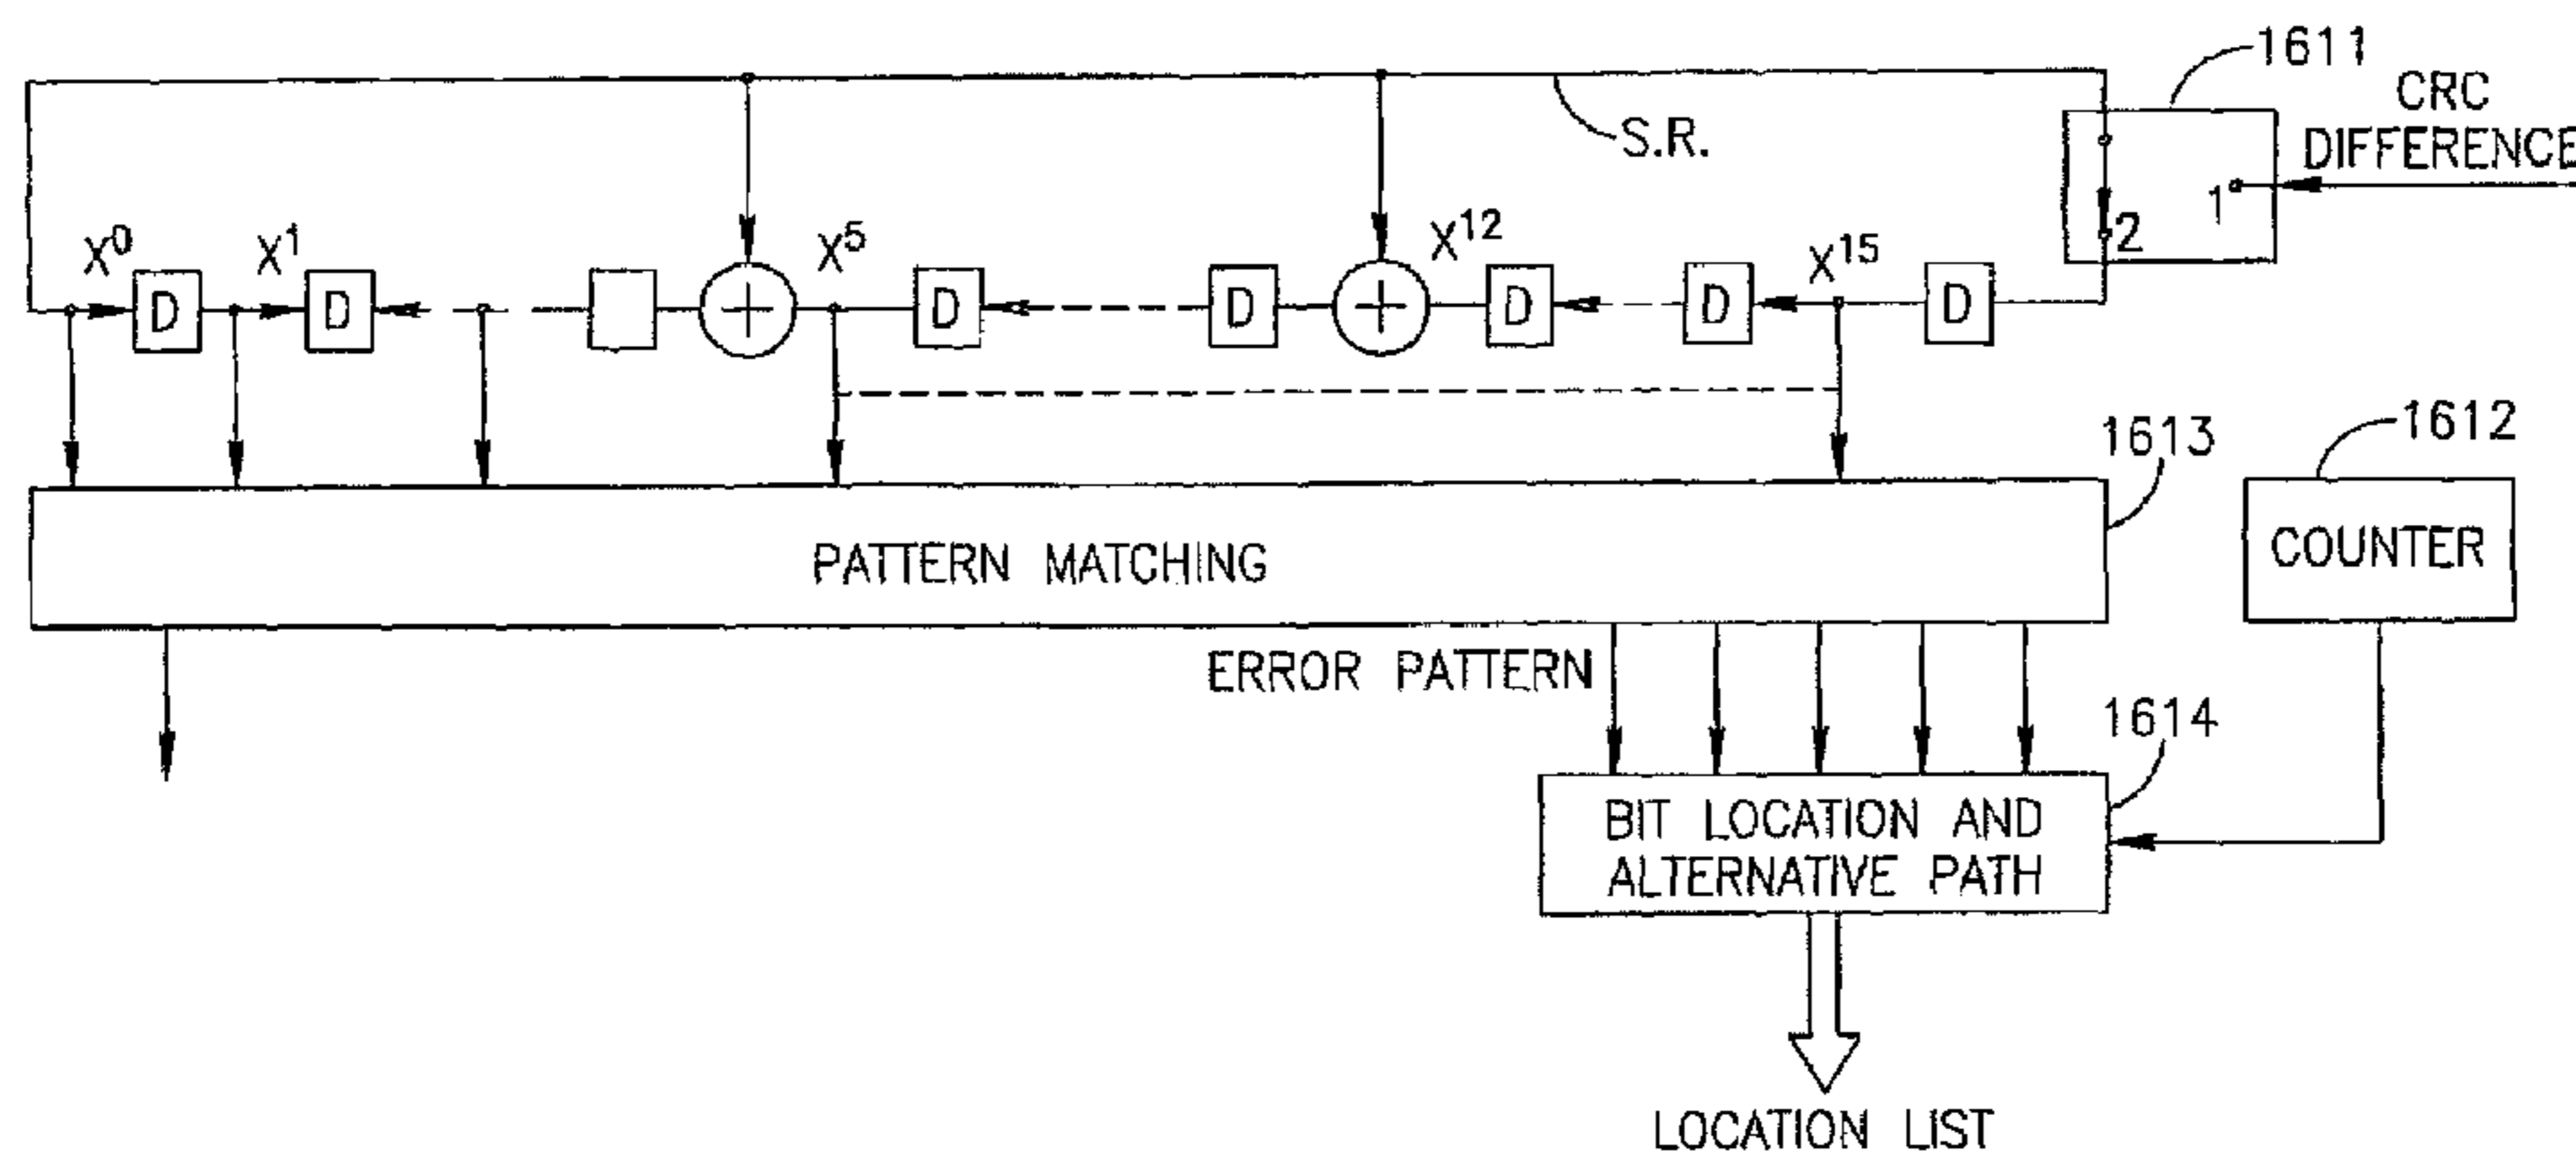 1611
CRC
DIFFERENCE
S.R.
1
2
X⁰
X¹
X⁵
X¹²
X¹⁵
D
D
+
D
D
+
D
D
D
1613
1612
PATTERN MATCHING
COUNTER
ERROR PATTERN
1614
BIT LOCATION AND
ALTERNATIVE PATH
LOCATION LIST